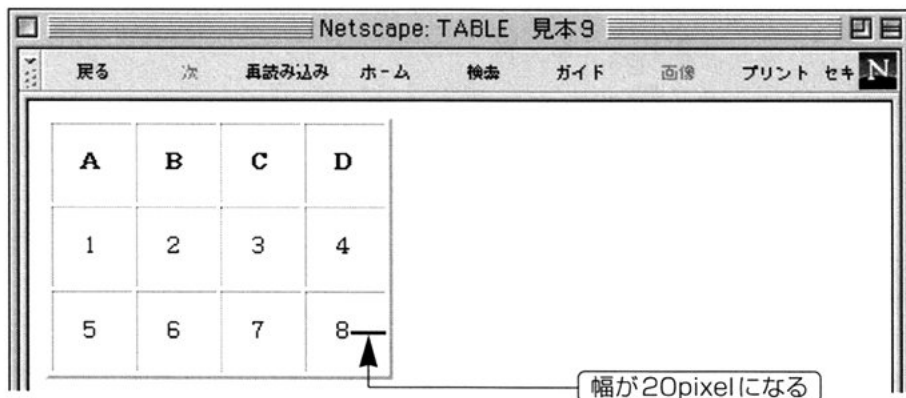 Netscape: TABLE 見本9
戻る 次 再読み込み ホーム 検索 ガイド 画像 プリント セキ N
A B C D
1 2 3 4
5 6 7 8
幅が20pixelになる